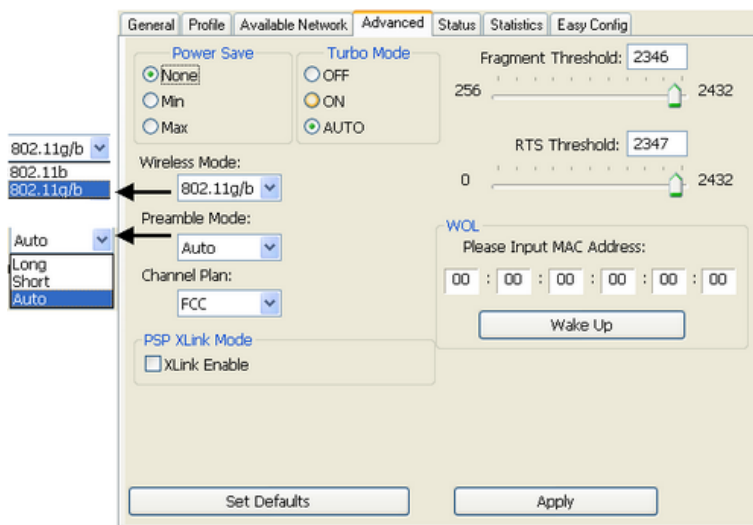 General Profile Available Network Advanced Status Statistics Easy Config
Power Save
None
Min
Max
Turbo Mode
OFF
ON
AUTO
Fragment Threshold: 2346
256 2432
RTS Threshold: 2347
0 2432
802.11g/b
802.11b
802.11g/b
Wireless Mode:
802.11g/b
Auto
Long
Short
Auto
Preamble Mode:
Auto
Channel Plan:
FCC
WOL
Please Input MAC Address:
00 : 00 : 00 : 00 : 00 : 00
Wake Up
PSP XLink Mode
XLink Enable
Set Defaults Apply